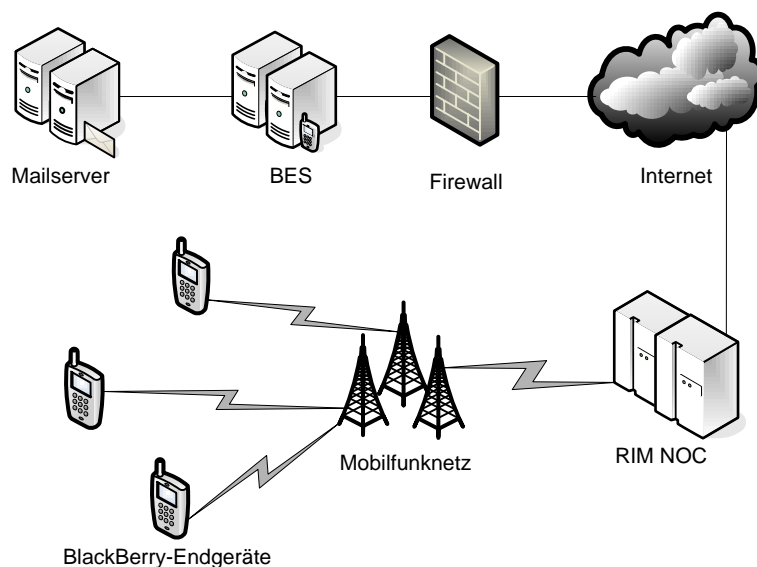 Mailserver
BES
Firewall
Internet
Mobilfunknetz
RIM NOC
BlackBerry-Endgeräte